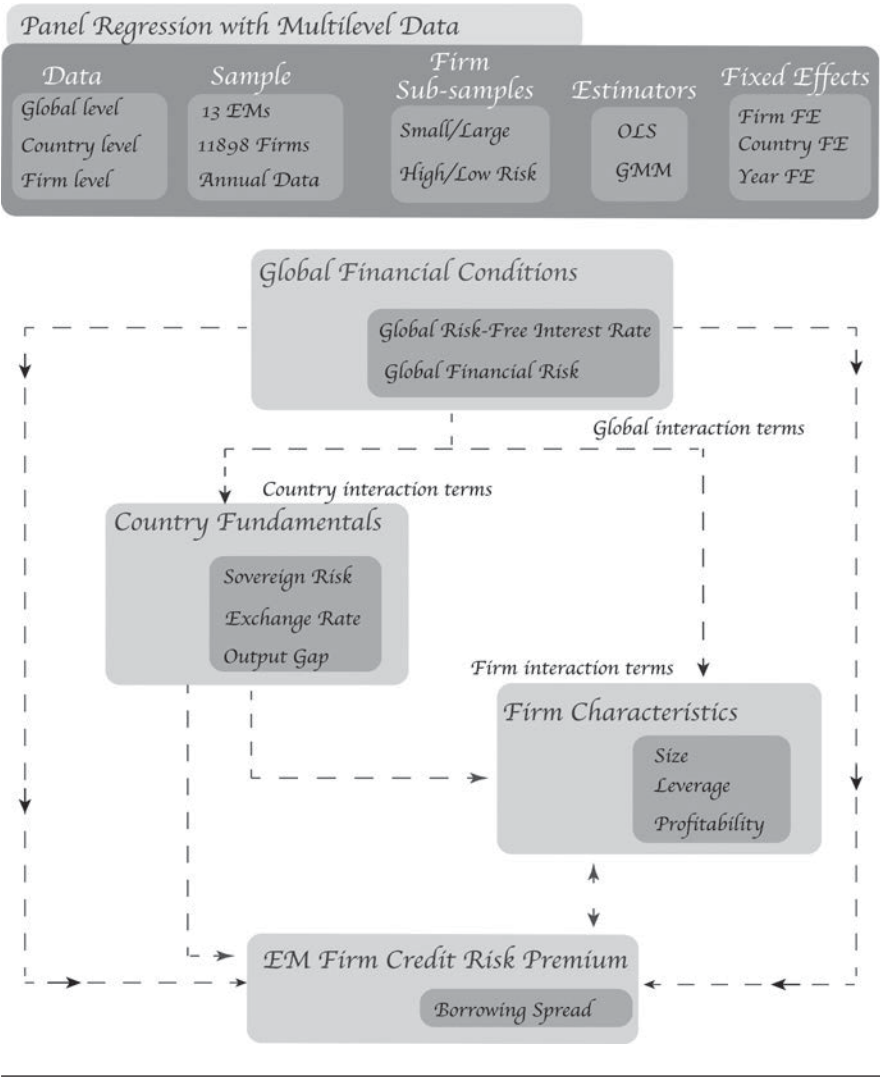 Panel Regression with Multilevel Data
Data
Global level
Country level
Firm level
Sample
13 EMs
11898 Firms
Annual Data
Firm
Sub-samples
Small/Large
High/Low Risk
Estimators
OLS
GMM
Fixed Effects
Firm FE
Country FE
Year FE
Global Financial Conditions
Global Risk-Free Interest Rate
Global Financial Risk
Global interaction terms
Country interaction terms
Country Fundamentals
Sovereign Risk
Exchange Rate
Output Gap
Firm interaction terms
Firm Characteristics
Size
Leverage
Profitability
EM Firm Credit Risk Premium
Borrowing Spread